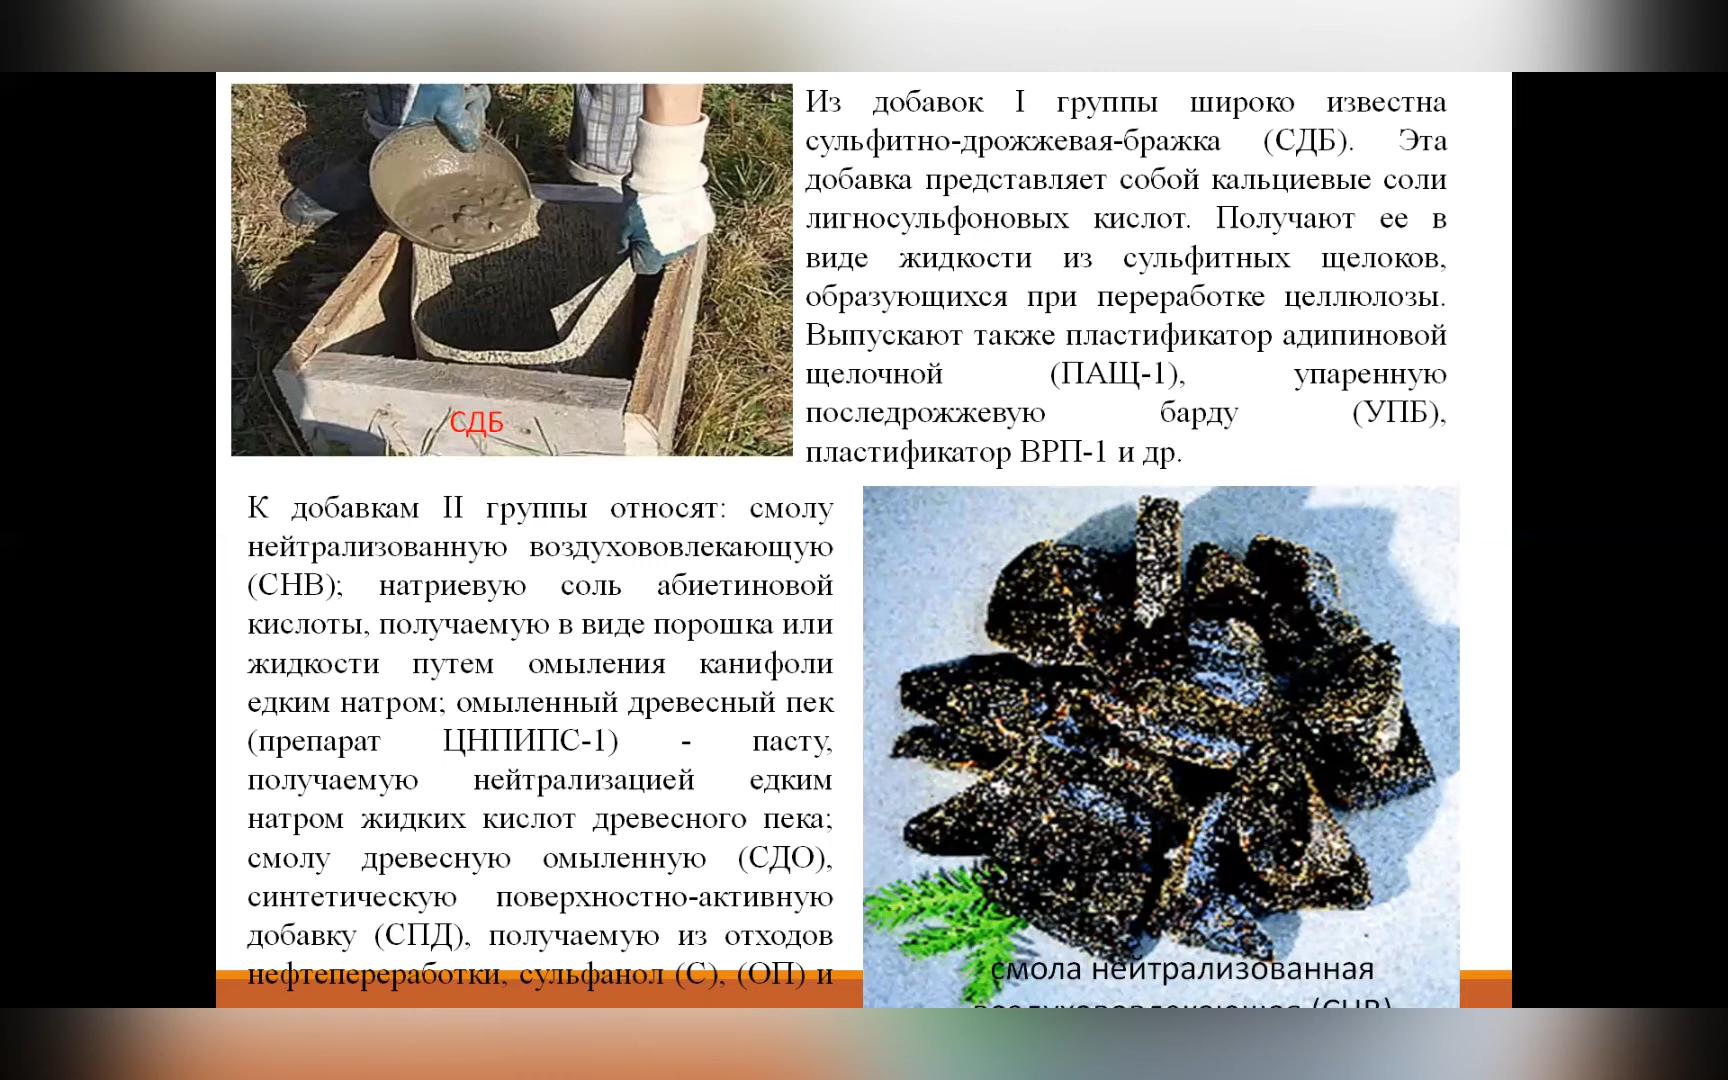 Из добавок I группы широко известна
сульфитно-дрожжевая-бражка (СДБ). Эта
добавка представляет собой кальциевые соли
лигносульфоновых кислот. Получают ее в
виде жидкости из сульфитных щелоков,
образующихся при переработке целлюлозы.
Выпускают также пластификатор адипиновой
щелочной (ПАЩ-1), упаренную
последрожжевую барду (УПБ),
пластификатор ВРП-1 и др.
СДБ
К добавкам II группы относят: смолу
нейтрализованную воздухововлекающую
(СНВ); натриевую соль абиетиновой
кислоты, получаемую в виде порошка или
жидкости путем омыления канифоли
едким натром; омыленный древесный пек
(препарат ЦНПИПС-1) - пасту,
получаемую нейтрализацией едким
натром жидких кислот древесного пека;
смолу древесную омыленную (СДО),
синтетическую поверхностно-активную
добавку (СПД), получаемую из отходов
нефтепереработки, сульфанол (С), (ОП) и
смола нейтрализованная
(СНВ)